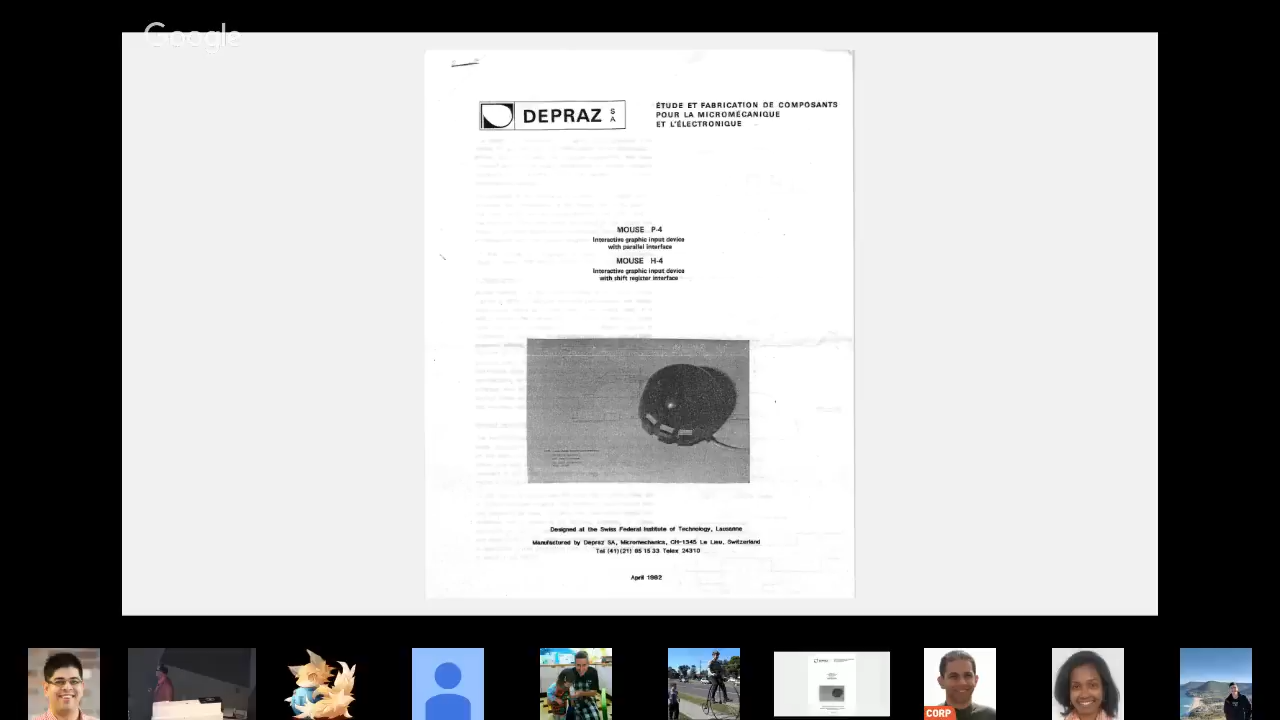 Google
DEPRAZ S A
ÉTUDE ET FABRICATION DE COMPOSANTS
POUR LA MICROMÉCANIQUE
ET L'ÉLECTRONIQUE
MOUSE P-4
Interactive graphic input device
with parallel interface
MOUSE H-4
Interactive graphic input device
with shift register interface
Designed at the Swiss Federal Institute of Technology, Lausanne
Manufactured by Depraz SA, Micromechanics, CH-1345 Le Lieu, Switzerland
Tel (41)(21) 85 15 33 Telex 24310
April 1982
CORP